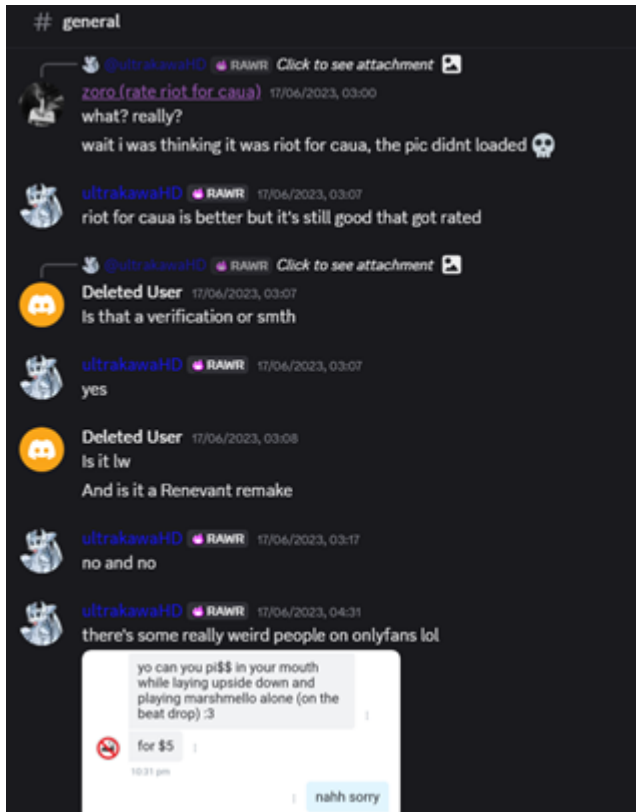 # general
@ultrakawaHD RAWR Click to see attachment
zoro (rate riot for caua) 17/06/2023, 03:00
what? really?
wait i was thinking it was riot for caua, the pic didnt loaded 💀
ultrakawaHD RAWR 17/06/2023, 03:07
riot for caua is better but it's still good that got rated
@ultrakawaHD RAWR Click to see attachment
Deleted User 17/06/2023, 03:07
Is that a verification or smth
ultrakawaHD RAWR 17/06/2023, 03:07
yes
Deleted User 17/06/2023, 03:08
Is it lw
And is it a Renevant remake
ultrakawaHD RAWR 17/06/2023, 03:17
no and no
ultrakawaHD RAWR 17/06/2023, 04:31
there's some really weird people on onlyfans lol
yo can you pi$$ in your mouth
while laying upside down and
playing marshmello alone (on the
beat drop) :3
for $5
10:31 pm
nahh sorry